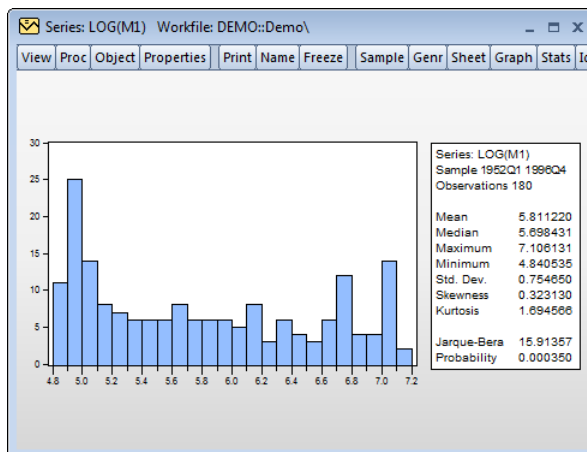 Series: LOG(M1) Workfile: DEMO::Demo\
View Proc Object Properties Print Name Freeze Sample Genr Sheet Graph Stats
30
25
20
15
10
5
0
4.8 5.0 5.2 5.4 5.6 5.8 6.0 6.2 6.4 6.6 6.8 7.0 7.2
Series: LOG(M1)
Sample 1952Q1 1996Q4
Observations 180
Mean 5.811220
Median 5.698431
Maximum 7.106131
Minimum 4.840535
Std. Dev. 0.754650
Skewness 0.323130
Kurtosis 1.694566
Jarque-Bera 15.91357
Probability 0.000350